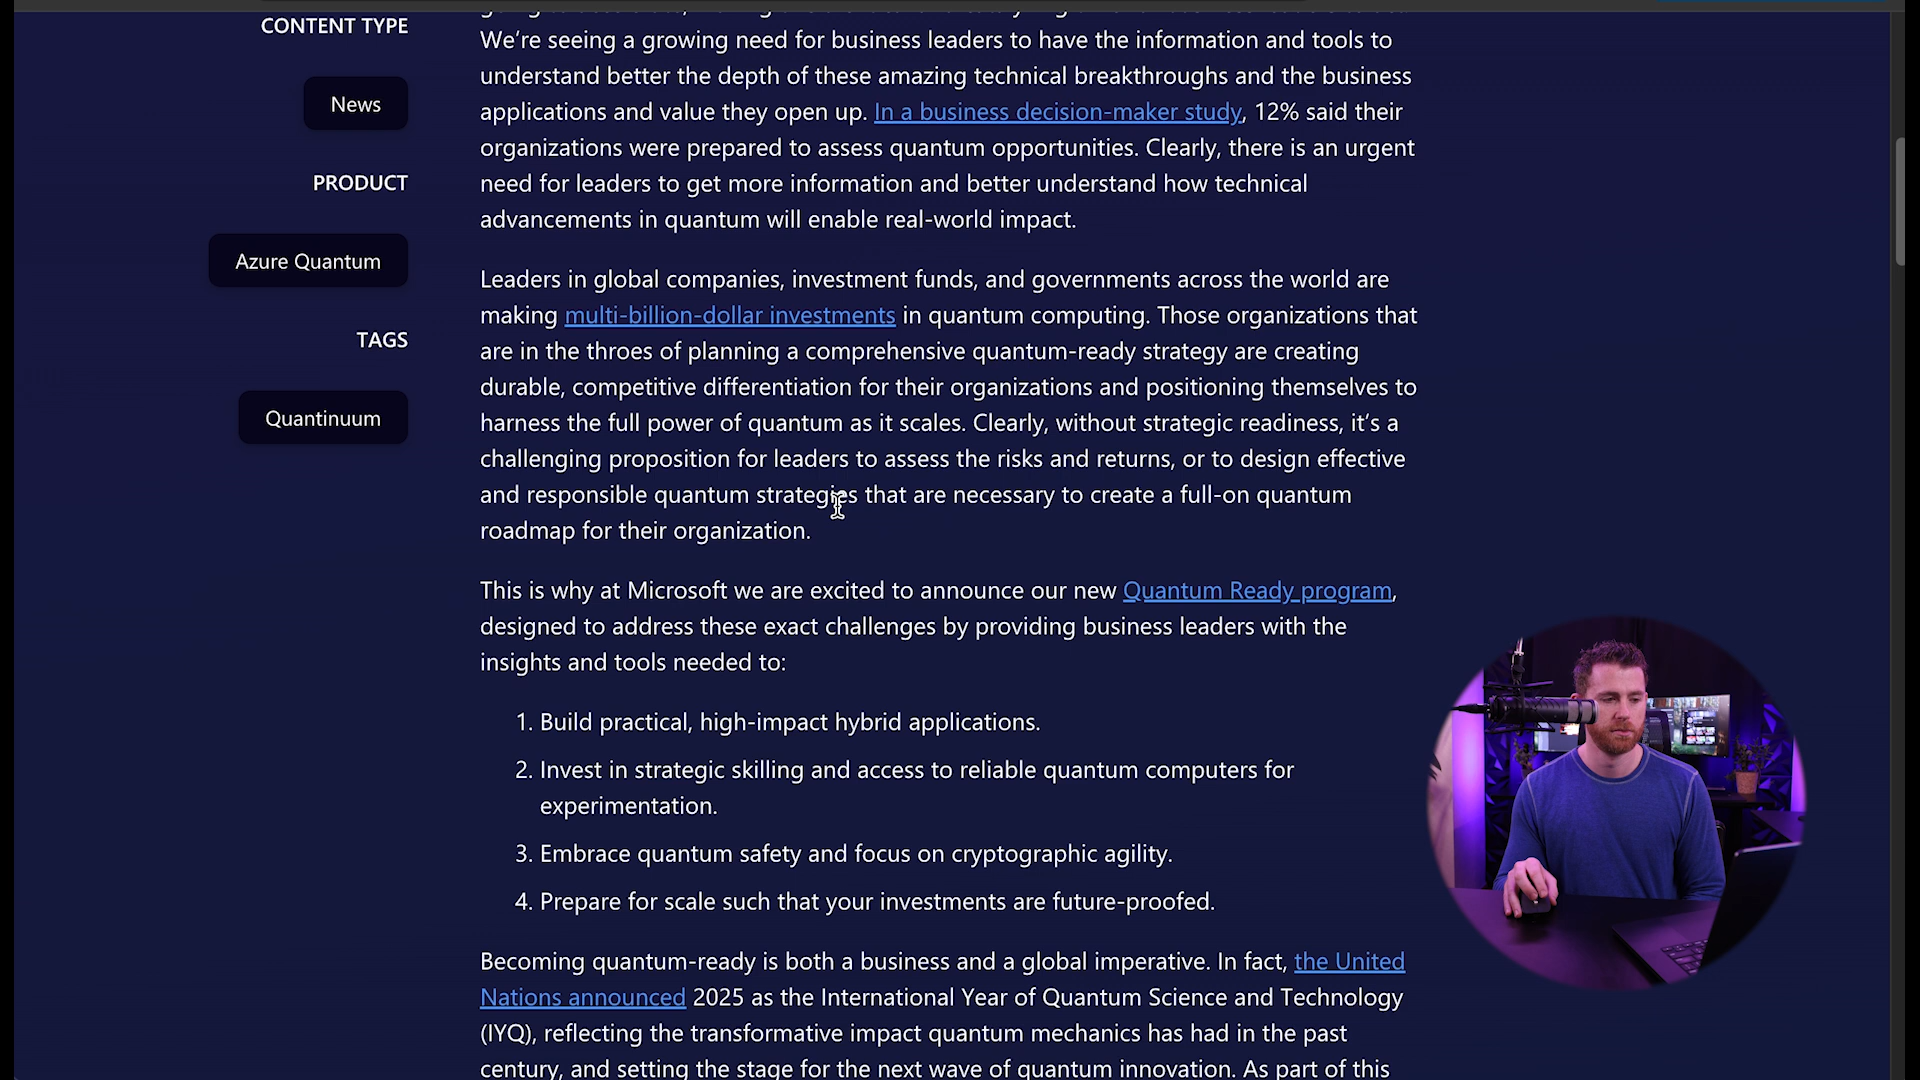 CONTENT TYPE
News
PRODUCT
Azure Quantum
TAGS
Quantinuum
We’re seeing a growing need for business leaders to have the information and tools to
understand better the depth of these amazing technical breakthroughs and the business
applications and value they open up. In a business decision-maker study, 12% said their
organizations were prepared to assess quantum opportunities. Clearly, there is an urgent
need for leaders to get more information and better understand how technical
advancements in quantum will enable real-world impact.
Leaders in global companies, investment funds, and governments across the world are
making multi-billion-dollar investments in quantum computing. Those organizations that
are in the throes of planning a comprehensive quantum-ready strategy are creating
durable, competitive differentiation for their organizations and positioning themselves to
harness the full power of quantum as it scales. Clearly, without strategic readiness, it’s a
challenging proposition for leaders to assess the risks and returns, or to design effective
and responsible quantum strategies that are necessary to create a full-on quantum
roadmap for their organization.
This is why at Microsoft we are excited to announce our new Quantum Ready program,
designed to address these exact challenges by providing business leaders with the
insights and tools needed to:
1. Build practical, high-impact hybrid applications.
2. Invest in strategic skilling and access to reliable quantum computers for
experimentation.
3. Embrace quantum safety and focus on cryptographic agility.
4. Prepare for scale such that your investments are future-proofed.
Becoming quantum-ready is both a business and a global imperative. In fact, the United
Nations announced 2025 as the International Year of Quantum Science and Technology
(IYQ), reflecting the transformative impact quantum mechanics has had in the past
century, and setting the stage for the next wave of quantum innovation. As part of this